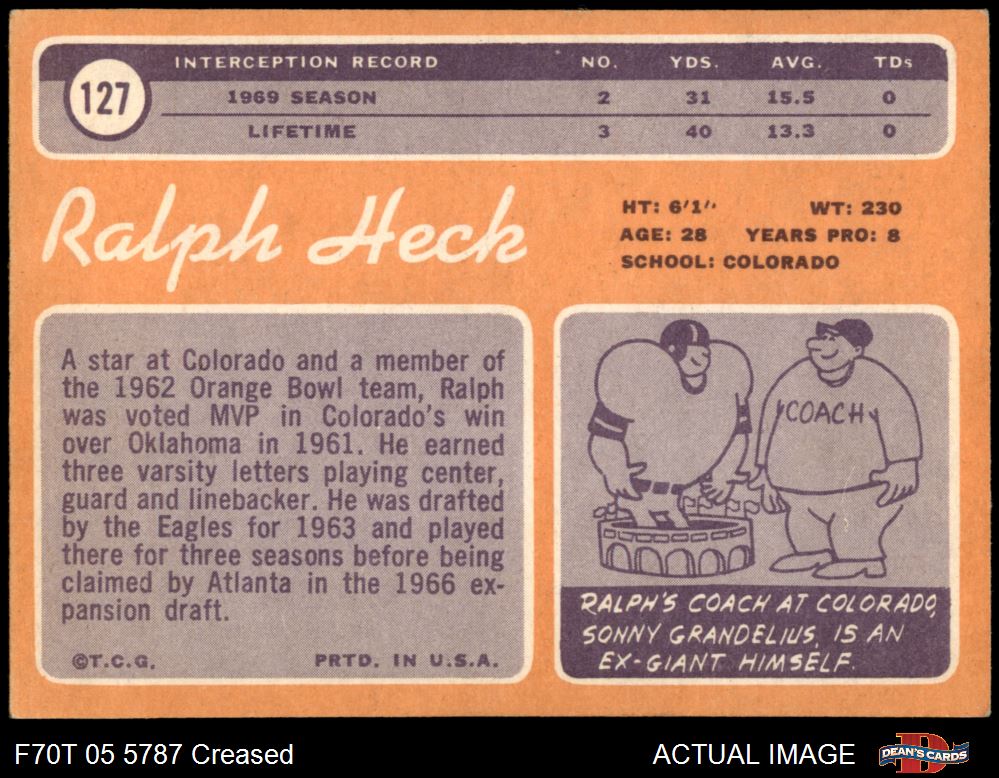 127
INTERCEPTION RECORD NO. YDS. AVG. TDs
1969 SEASON 2 31 15.5 0
LIFETIME 3 40 13.3 0
Ralph Heck
HT: 6'1" WT: 230
AGE: 28 YEARS PRO: 8
SCHOOL: COLORADO
A star at Colorado and a member of
the 1962 Orange Bowl team, Ralph
was voted MVP in Colorado's win
over Oklahoma in 1961. He earned
three varsity letters playing center,
guard and linebacker. He was drafted
by the Eagles for 1963 and played
there for three seasons before being
claimed by Atlanta in the 1966 ex-
pansion draft.
©T.C.G. PRTD. IN U.S.A.
COACH
RALPH'S COACH AT COLORADO,
SONNY GRANDELIUS, IS AN
EX-GIANT HIMSELF.
F70T 05 5787 Creased
ACTUAL IMAGE
D
DEAN'S CARDS